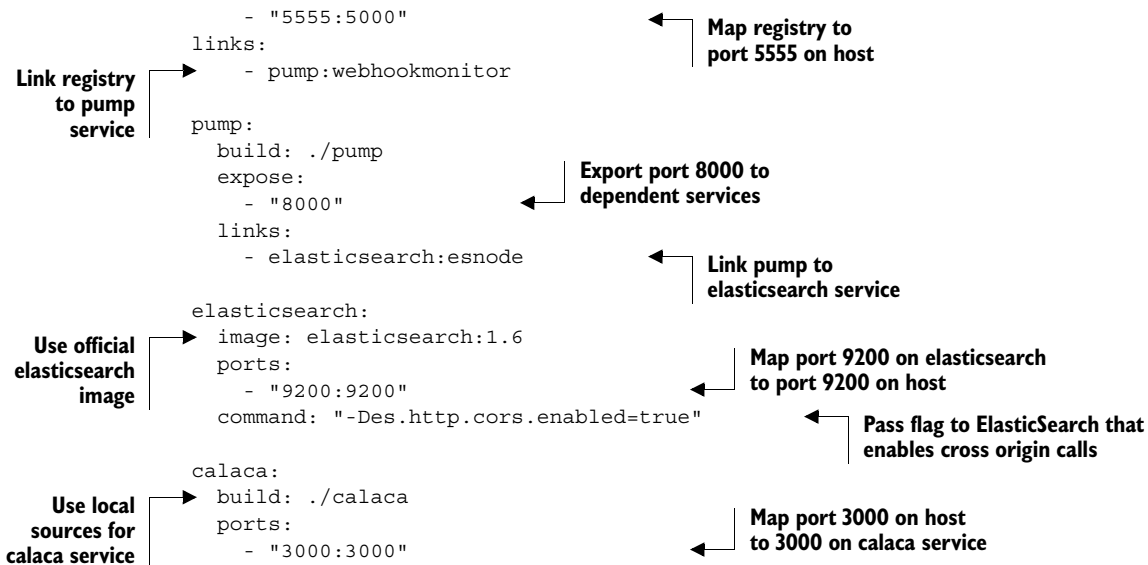 - "5555:5000"
Map registry to
port 5555 on host
links:
- pump:webhookmonitor
Link registry
to pump
service
pump:
build: ./pump
expose:
- "8000"
Export port 8000 to
dependent services
links:
- elasticsearch:esnode
Link pump to
elasticsearch service
elasticsearch:
image: elasticsearch:1.6
Use official
elasticsearch
image
ports:
- "9200:9200"
Map port 9200 on elasticsearch
to port 9200 on host
command: "-Des.http.cors.enabled=true"
Pass flag to ElasticSearch that
enables cross origin calls
calaca:
build: ./calaca
Use local
sources for
calaca service
ports:
- "3000:3000"
Map port 3000 on host
to 3000 on calaca service